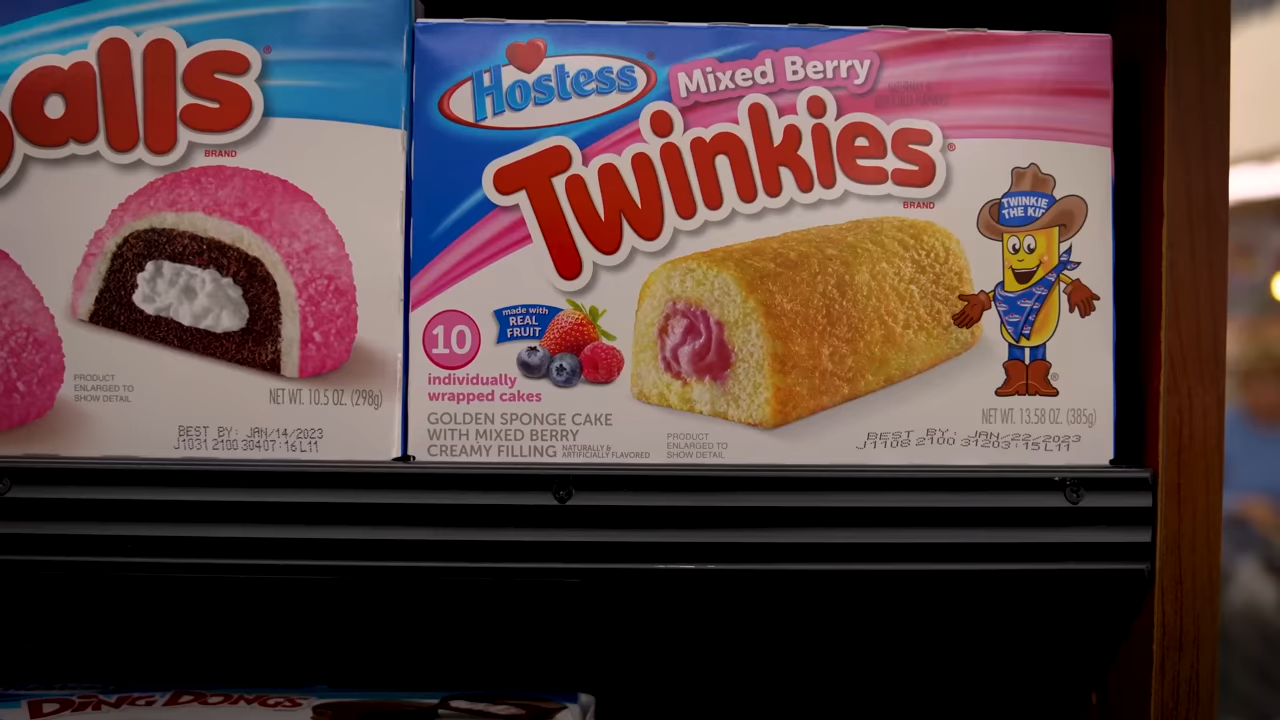 alls
BRAND
PRODUCT
ENLARGED TO
SHOW DETAIL
NET WT. 10.5 OZ. (298g)
BEST BY: JAN/14/2023
J1031 2100 30407:16 L11
Hostess
Mixed Berry
Twinkies
BRAND
TWINKIE
THE KID
made with
REAL
FRUIT
10
individually
wrapped cakes
GOLDEN SPONGE CAKE
WITH MIXED BERRY
CREAMY FILLING
NATURALLY &
ARTIFICIALLY FLAVORED
PRODUCT
ENLARGED TO
SHOW DETAIL
NET WT. 13.58 OZ. (385g)
BEST BY: JAN/22/2023
J1108 2100 31203:15L11
DING DONGS